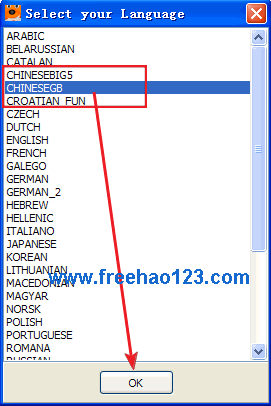 Select your Language
ARABIC
BELARUSSIAN
CATALAN
CHINESEBIG5
CHINESEGB
CROATIAN_FUN
CZECH
DUTCH
ENGLISH
FRENCH
GALEGO
GERMAN
GERMAN_2
HEBREW
HELLENIC
ITALIANO
JAPANESE
KOREAN
LITHUANIAN
www.freehao123.com
MACEDONIAN
MAGYAR
NORSK
POLISH
PORTUGUESE
ROMANA
RUSSIAN
OK